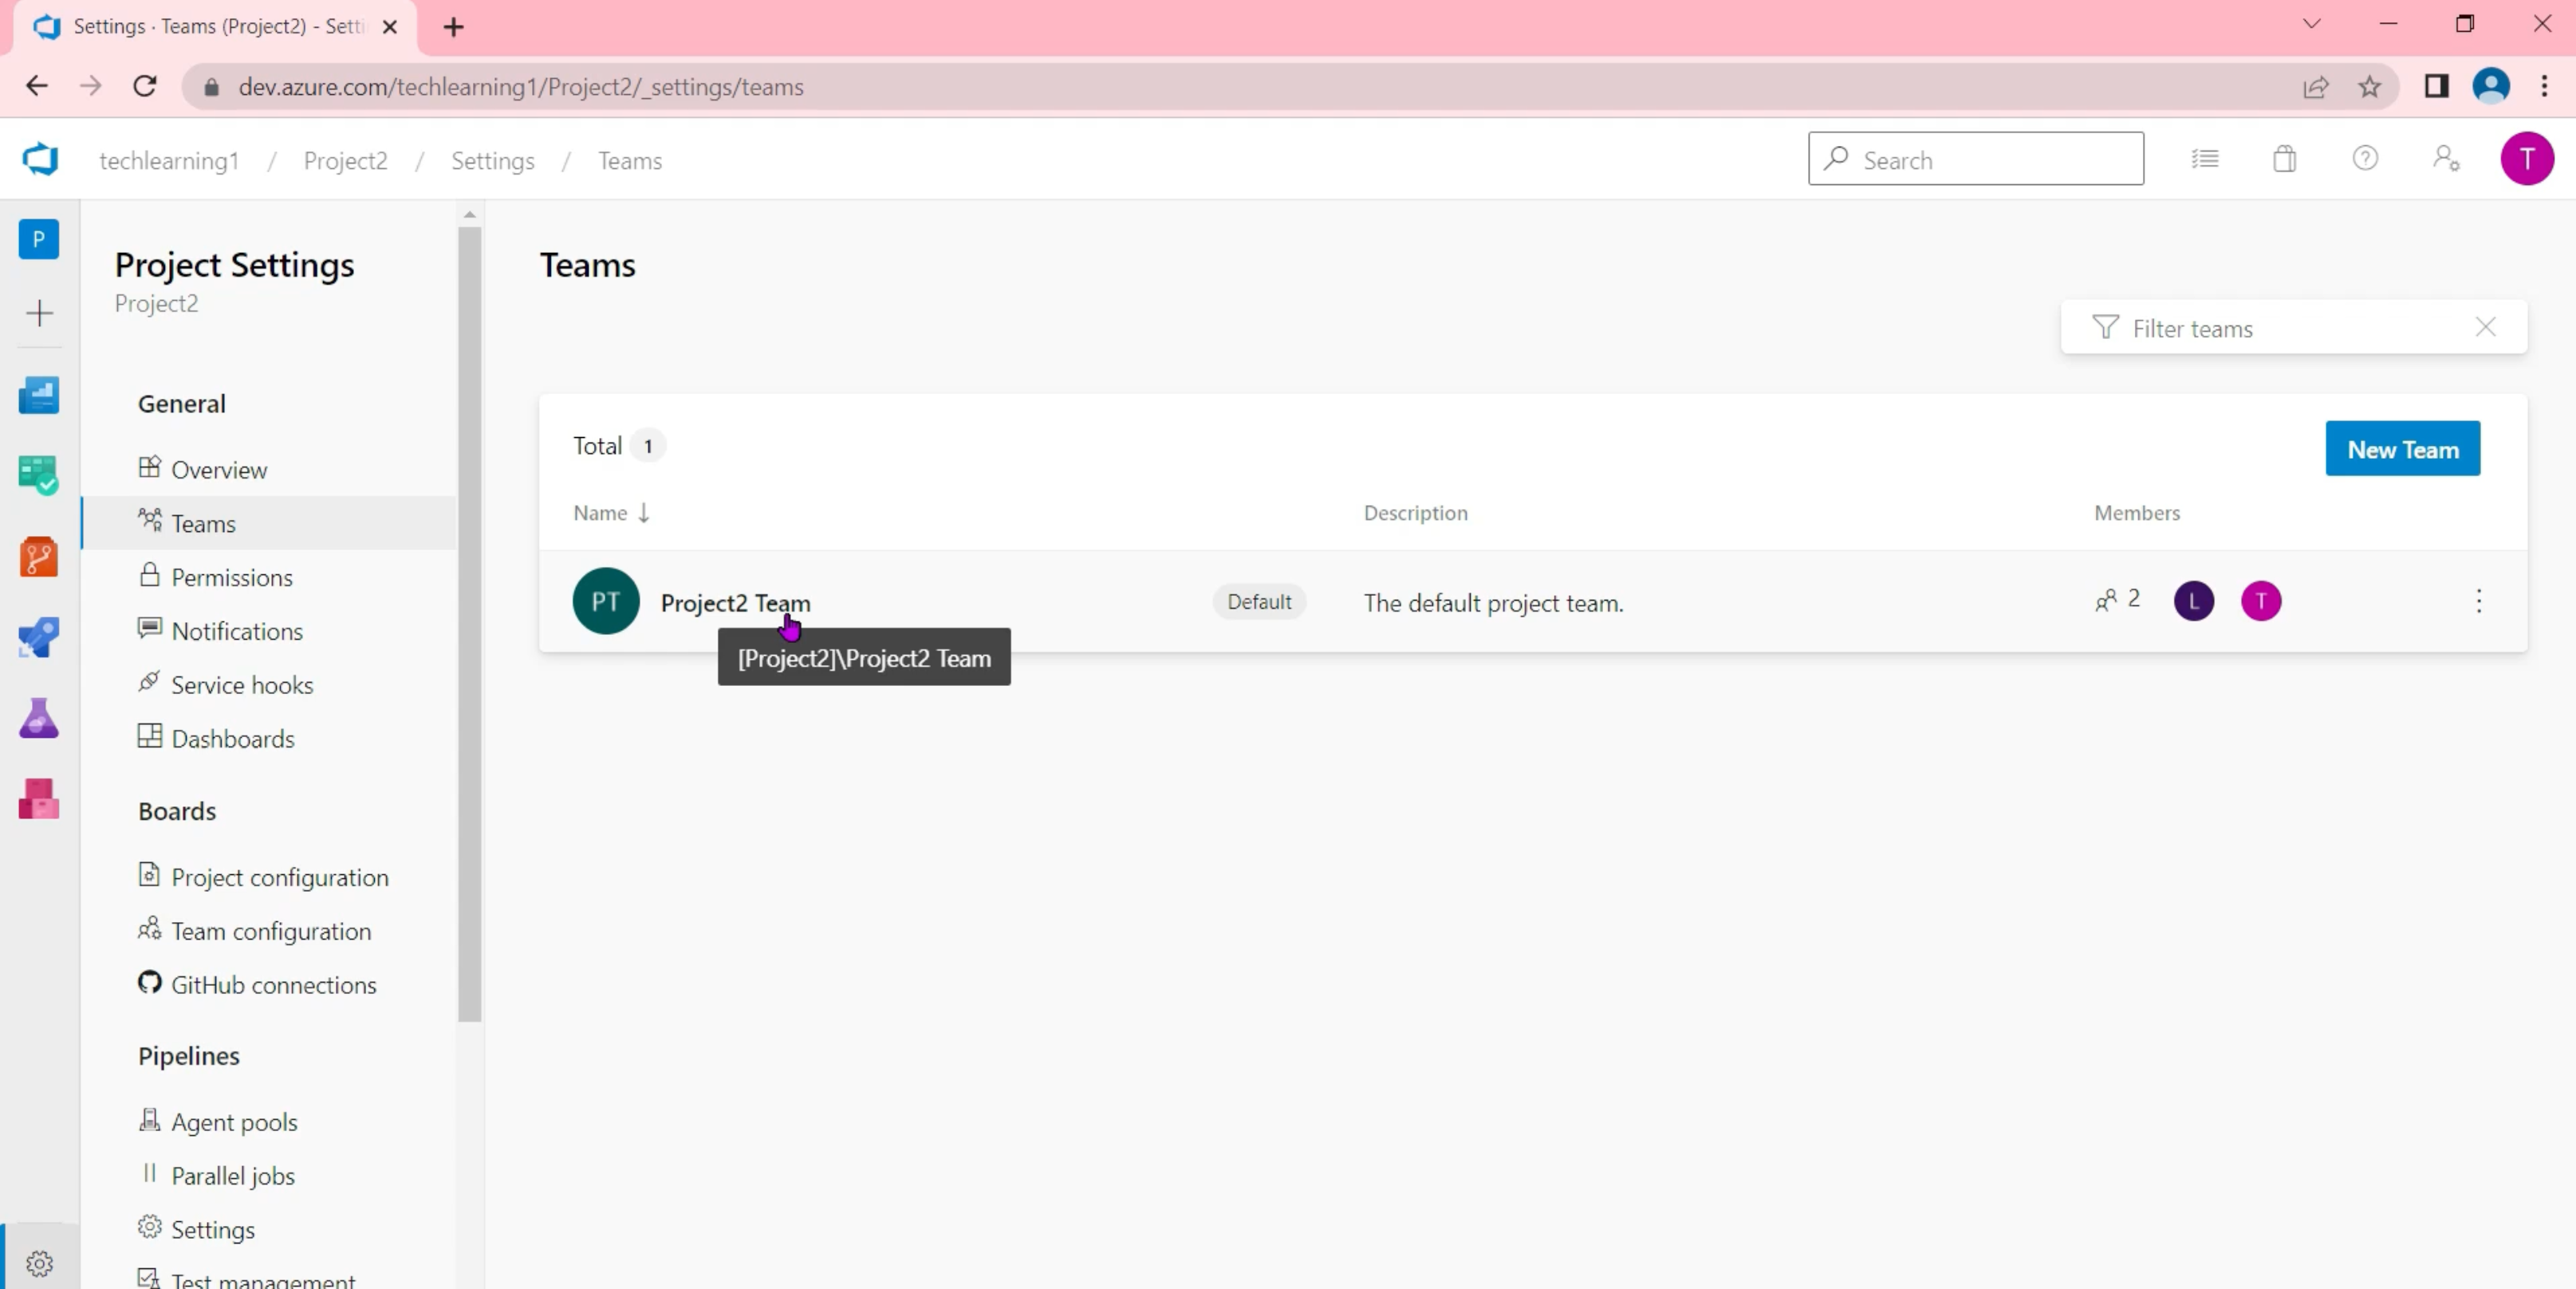 Settings · Teams (Project2) - Setti
dev.azure.com/techlearning1/Project2/_settings/teams
techlearning1 / Project2 / Settings / Teams
Search
T
P
Project Settings
Project2
General
Overview
Teams
Permissions
Notifications
Service hooks
Dashboards
Boards
Project configuration
Team configuration
GitHub connections
Pipelines
Agent pools
Parallel jobs
Settings
Test management
Teams
Filter teams
Total 1
New Team
Name Description Members
PT Project2 Team Default The default project team. 2 L T
[Project2]\Project2 Team